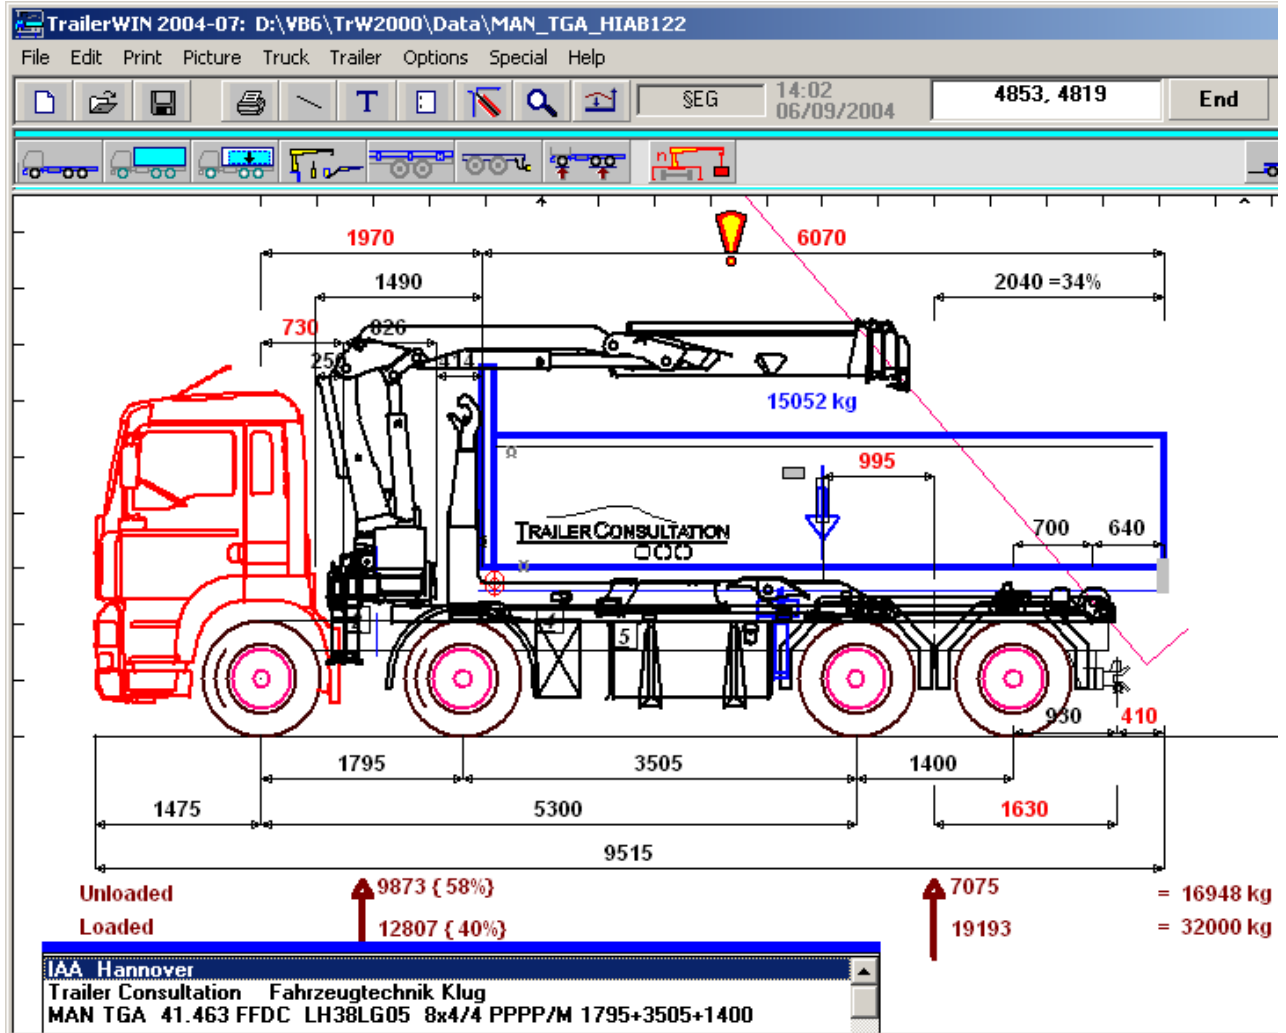 TrailerWIN 2004-07: D:\VB6\TrW2000\Data\MAN_TGA_HIAB122
File Edit Print Picture Truck Trailer Options Special Help
T §EG 14:02 4853, 4819 End
06/09/2004
n
1970 6070
1490 2040 =34%
730 826
414
15052 kg
995
TRAILERCONSULTATION
700 640
4
5
930 410
1795 3505 1400
1475 5300 1630
9515
Unloaded 9873 { 58%} 7075 = 16948 kg
Loaded 12807 { 40%} 19193 = 32000 kg
IAA Hannover
Trailer Consultation Fahrzeugtechnik Klug
MAN TGA 41.463 FFDC LH38LG05 8x4/4 PPPP/M 1795+3505+1400